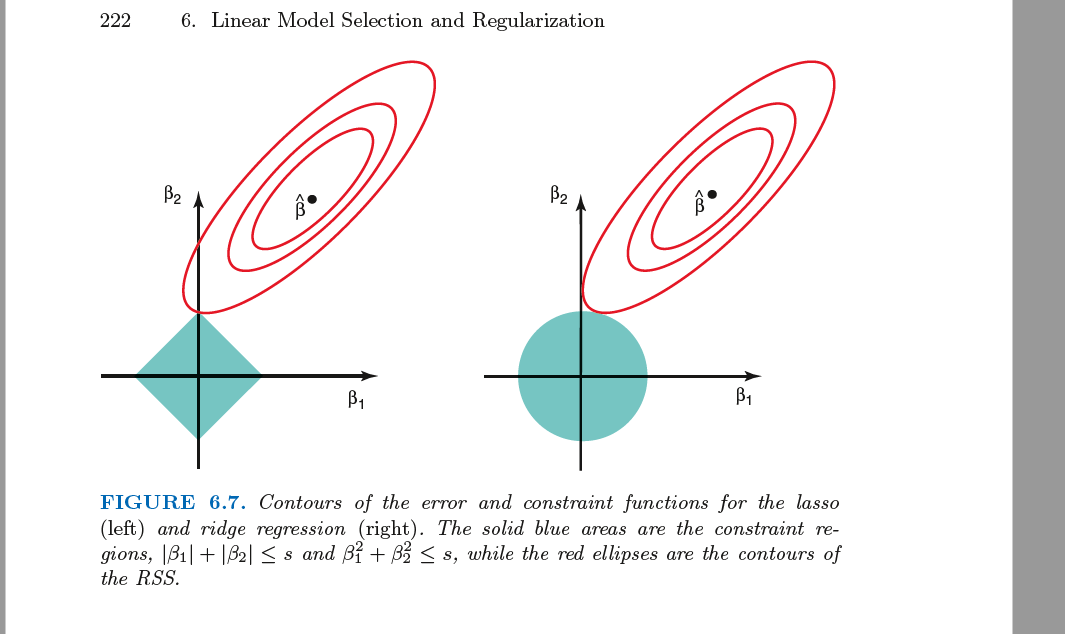 222 6. Linear Model Selection and Regularization
β₂ β̂
β₁
β₂ β̂
β₁
FIGURE 6.7. Contours of the error and constraint functions for the lasso
(left) and ridge regression (right). The solid blue areas are the constraint re-
gions, |β₁| + |β₂| ≤ s and β₁² + β₂² ≤ s, while the red ellipses are the contours of
the RSS.